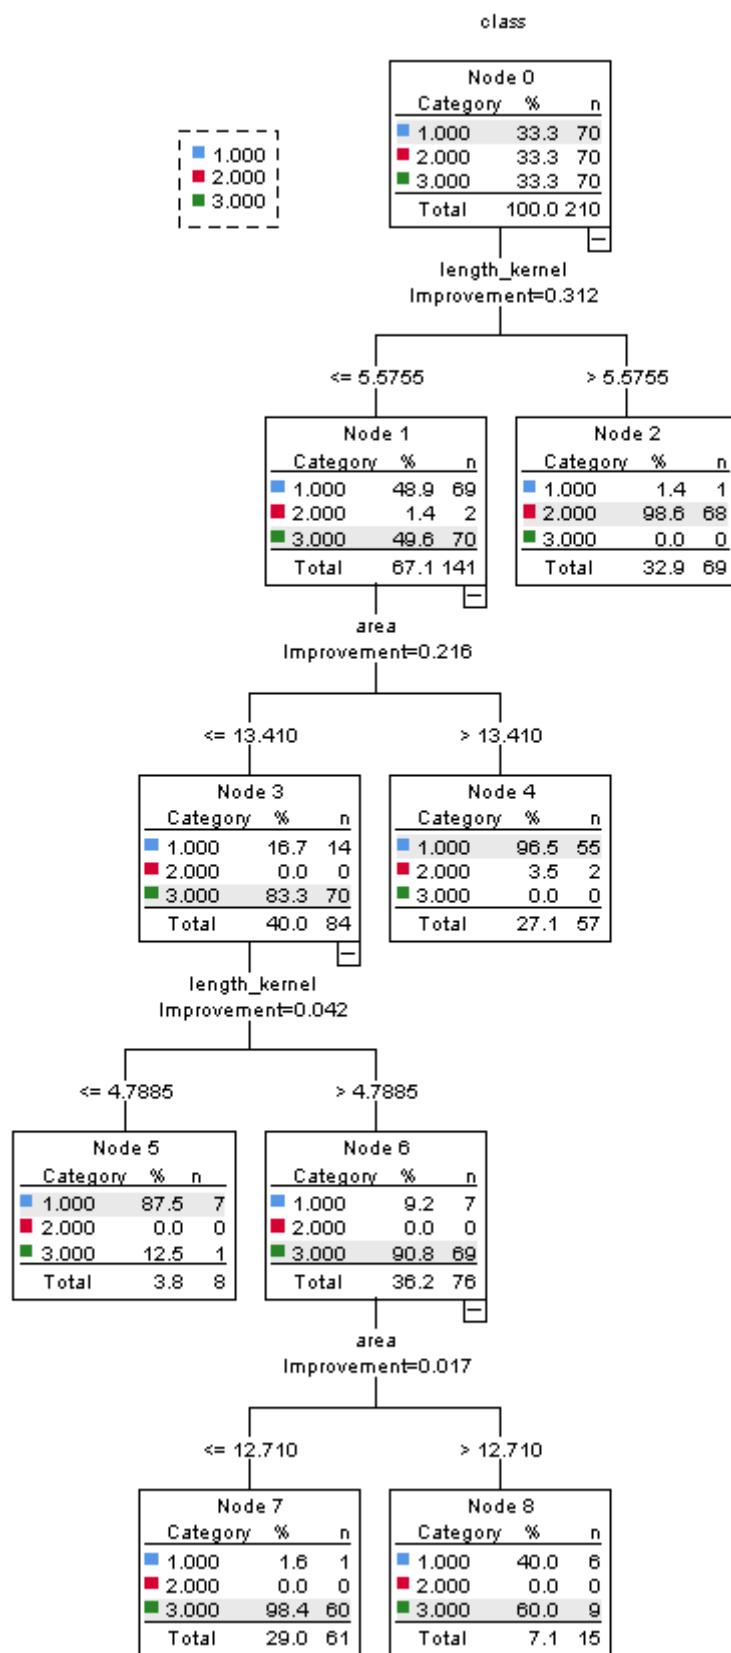 class
Node 0
Category % n
1.000 33.3 70
2.000 33.3 70
3.000 33.3 70
Total 100.0 210
1.000
2.000
3.000
length_kernel
Improvement=0.312
<= 5.5755
> 5.5755
Node 1
Category % n
1.000 48.9 69
2.000 1.4 2
3.000 49.6 70
Total 67.1 141
Node 2
Category % n
1.000 1.4 1
2.000 98.6 68
3.000 0.0 0
Total 32.9 69
area
Improvement=0.216
<= 13.410
> 13.410
Node 3
Category % n
1.000 16.7 14
2.000 0.0 0
3.000 83.3 70
Total 40.0 84
Node 4
Category % n
1.000 96.5 55
2.000 3.5 2
3.000 0.0 0
Total 27.1 57
length_kernel
Improvement=0.042
<= 4.7885
> 4.7885
Node 5
Category % n
1.000 87.5 7
2.000 0.0 0
3.000 12.5 1
Total 3.8 8
Node 6
Category % n
1.000 9.2 7
2.000 0.0 0
3.000 90.8 69
Total 36.2 76
area
Improvement=0.017
<= 12.710
> 12.710
Node 7
Category % n
1.000 1.6 1
2.000 0.0 0
3.000 98.4 60
Total 29.0 61
Node 8
Category % n
1.000 40.0 6
2.000 0.0 0
3.000 60.0 9
Total 7.1 15